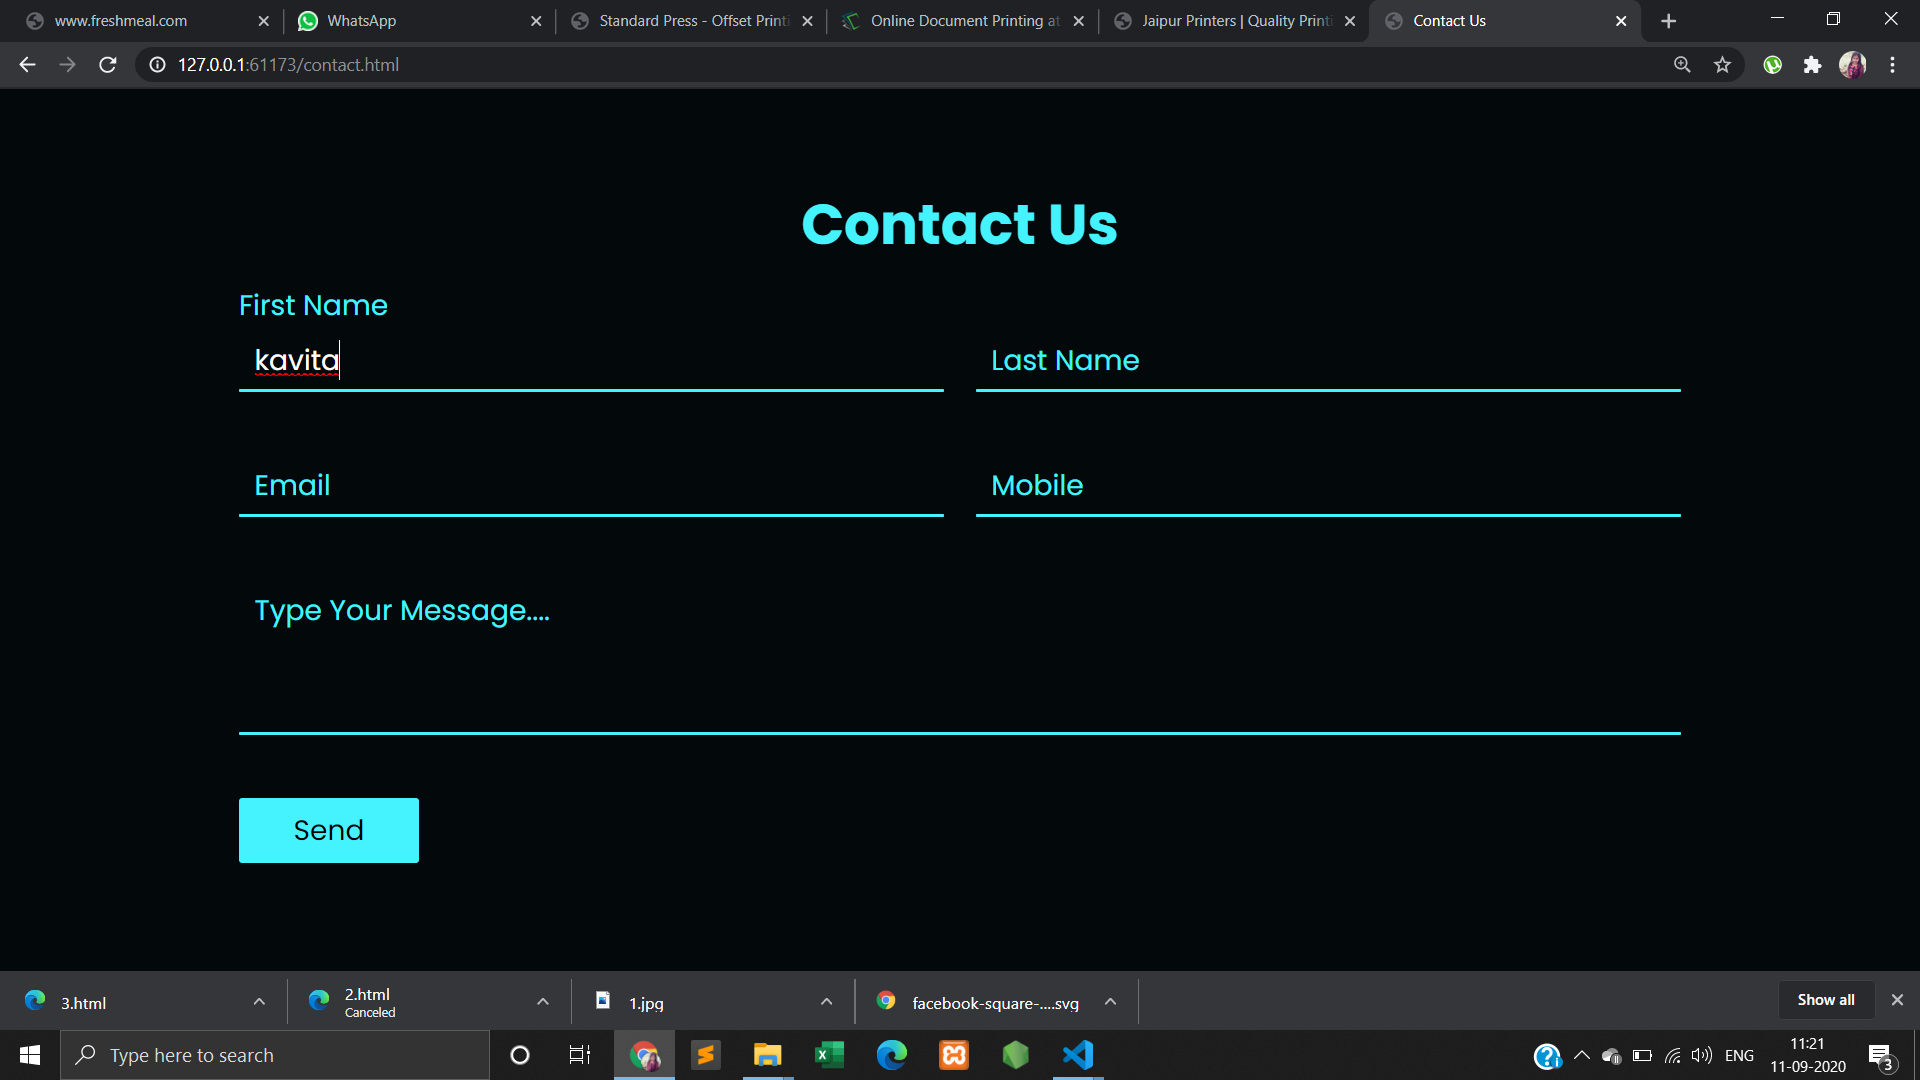 www.freshmeal.com
WhatsApp
Standard Press - Offset Printi
Online Document Printing at
Jaipur Printers | Quality Printi
Contact Us
127.0.0.1:61173/contact.html
Contact Us
First Name
kavita
Last Name
Email
Mobile
Type Your Message....
Send
3.html
2.html
Canceled
1.jpg
facebook-square-....svg
Show all
Type here to search
ENG
11:21
11-09-2020
3